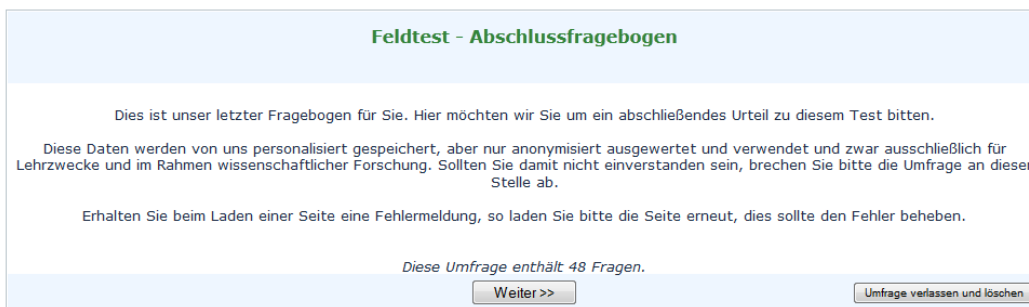 Feldtest - Abschlussfragebogen
Dies ist unser letzter Fragebogen für Sie. Hier möchten wir Sie um ein abschließendes Urteil zu diesem Test bitten.
Diese Daten werden von uns personalisiert gespeichert, aber nur anonymisiert ausgewertet und verwendet und zwar ausschließlich für
Lehrzwecke und im Rahmen wissenschaftlicher Forschung. Sollten Sie damit nicht einverstanden sein, brechen Sie bitte die Umfrage an dieser
Stelle ab.
Erhalten Sie beim Laden einer Seite eine Fehlermeldung, so laden Sie bitte die Seite erneut, dies sollte den Fehler beheben.
Diese Umfrage enthält 48 Fragen.
Weiter >>
Umfrage verlassen und löschen